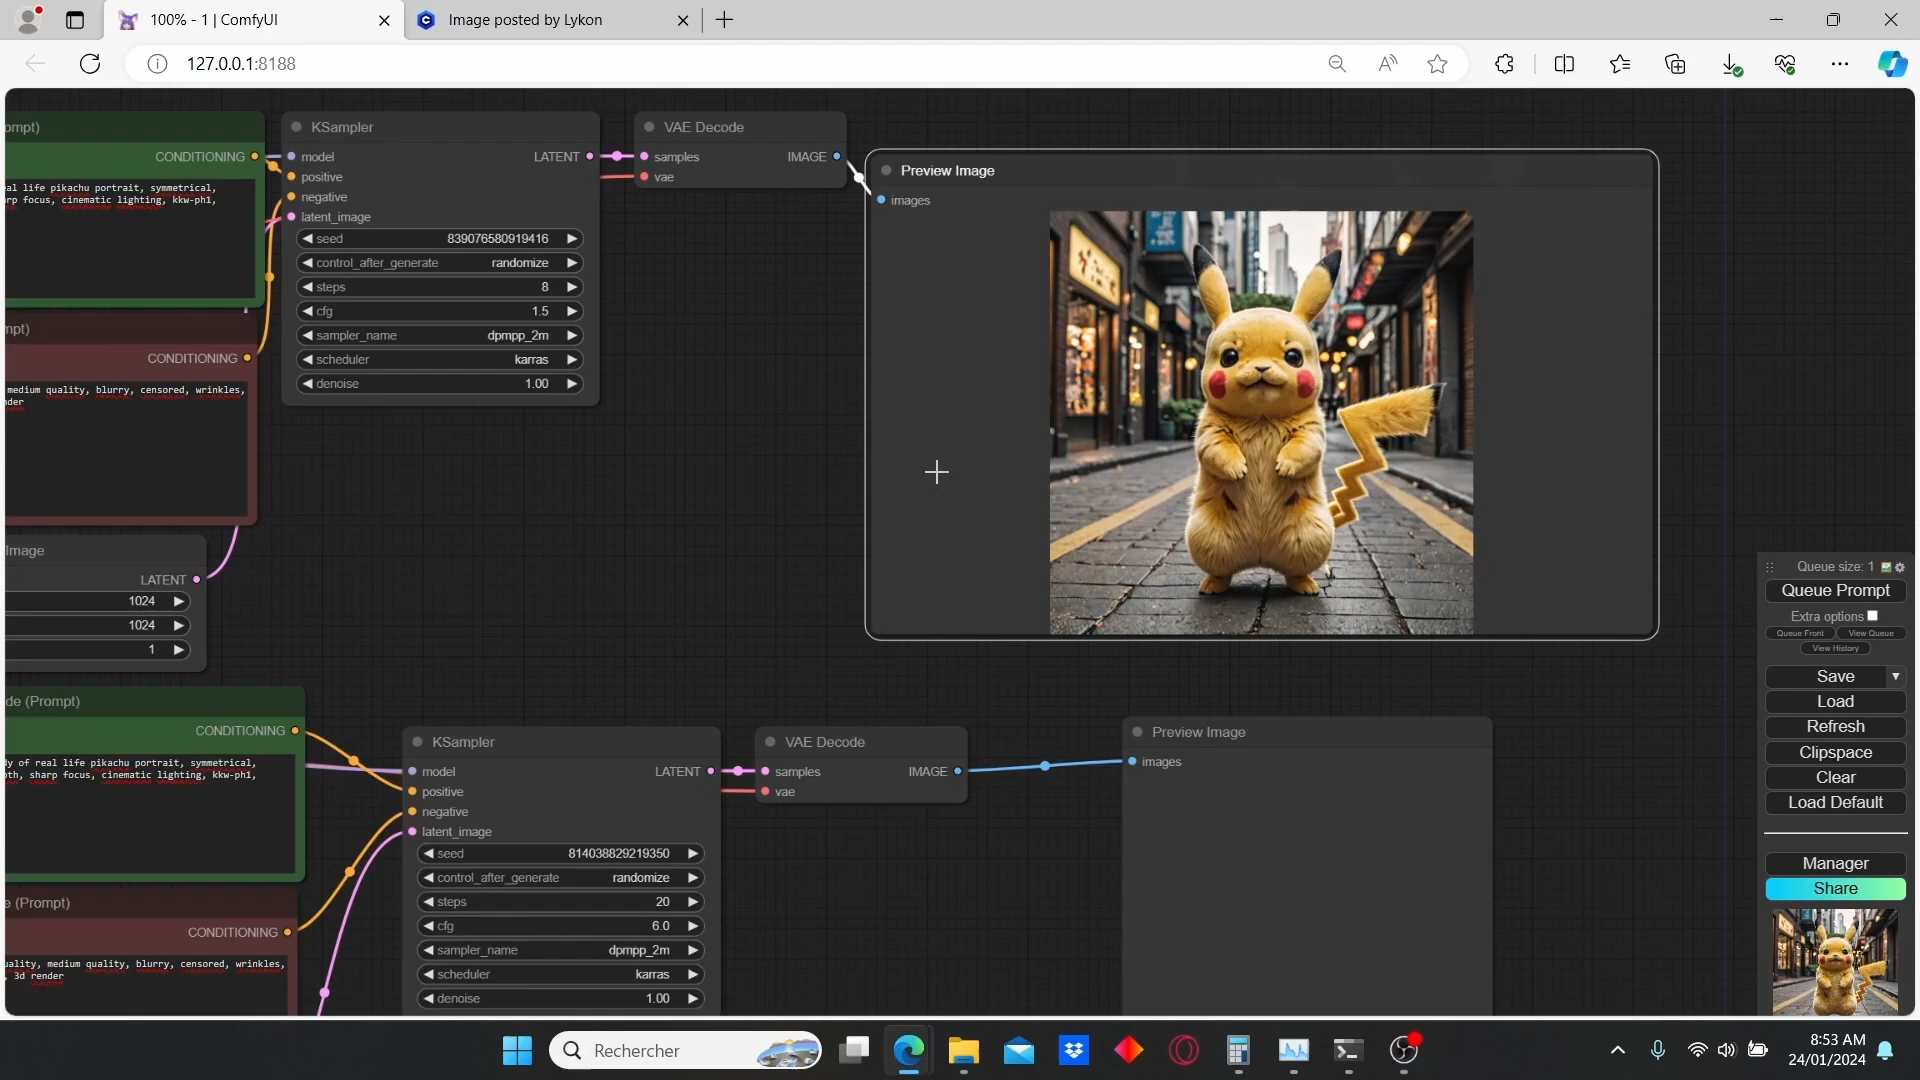 100% - 1 | ComfyUI
Image posted by Lykon
127.0.0.1:8188
ompt)
CONDITIONING
eal life pikachu portrait, symmetrical,
arp focus, cinematic lighting, kkw-ph1,
mpt)
CONDITIONING
medium quality, blurry, censored, wrinkles,
nder
Image
LATENT
1024
1024
1
KSampler
model
LATENT
positive
negative
latent_image
seed 839076580919416
control_after_generate randomize
steps 8
cfg 1.5
sampler_name dpmpp_2m
scheduler karras
denoise 1.00
VAE Decode
samples IMAGE
vae
Preview Image
images
de (Prompt)
CONDITIONING
dy of real life pikachu portrait, symmetrical,
oth, sharp focus, cinematic lighting, kkw-ph1,
e (Prompt)
CONDITIONING
uality, medium quality, blurry, censored, wrinkles,
, 3d render
KSampler
model
LATENT
positive
negative
latent_image
seed 814038829219350
control_after_generate randomize
steps 20
cfg 6.0
sampler_name dpmpp_2m
scheduler karras
denoise 1.00
VAE Decode
samples IMAGE
vae
Preview Image
images
Queue size: 1
Queue Prompt
Extra options
Queue Front View Queue
View History
Save
Load
Refresh
Clipspace
Clear
Load Default
Manager
Share
Rechercher
8:53 AM
24/01/2024